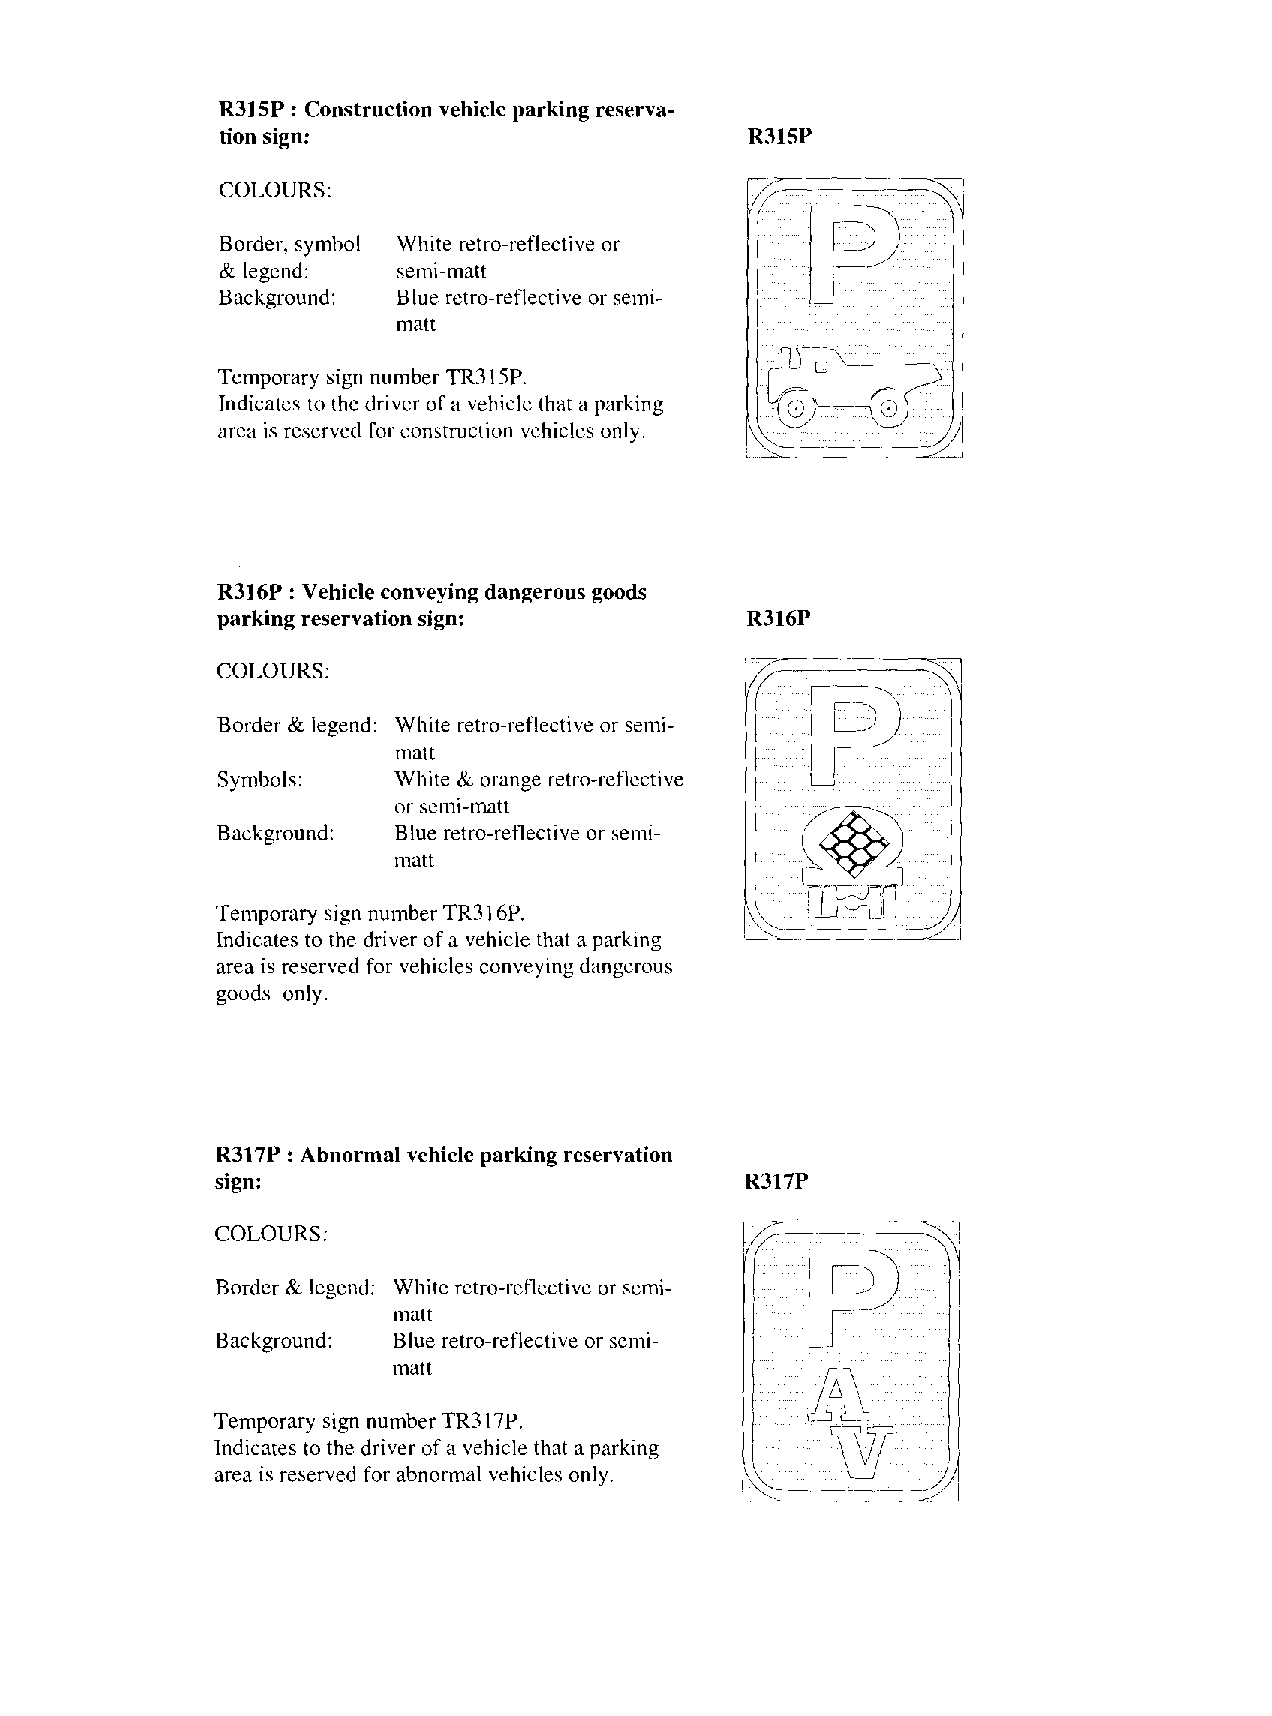 R315P : Construction vehicle parking reserva-
tion sign:
R315P
COLOURS:
Border, symbol White retro-reflective or
& legend: semi-matt
Background: Blue retro-reflective or semi-
matt
Temporary sign number TR315P.
Indicates to the driver of a vehicle that a parking
area is reserved for construction vehicles only.
P
R316P : Vehicle conveying dangerous goods
parking reservation sign:
R316P
COLOURS:
Border & legend: White retro-reflective or semi-
matt
Symbols: White & orange retro-reflective
or semi-matt
Background: Blue retro-reflective or semi-
matt
Temporary sign number TR316P.
Indicates to the driver of a vehicle that a parking
area is reserved for vehicles conveying dangerous
goods only.
P
R317P : Abnormal vehicle parking reservation
sign:
R317P
COLOURS:
Border & legend: White retro-reflective or semi-
matt
Background: Blue retro-reflective or semi-
matt
Temporary sign number TR317P.
Indicates to the driver of a vehicle that a parking
area is reserved for abnormal vehicles only.
P
A
V